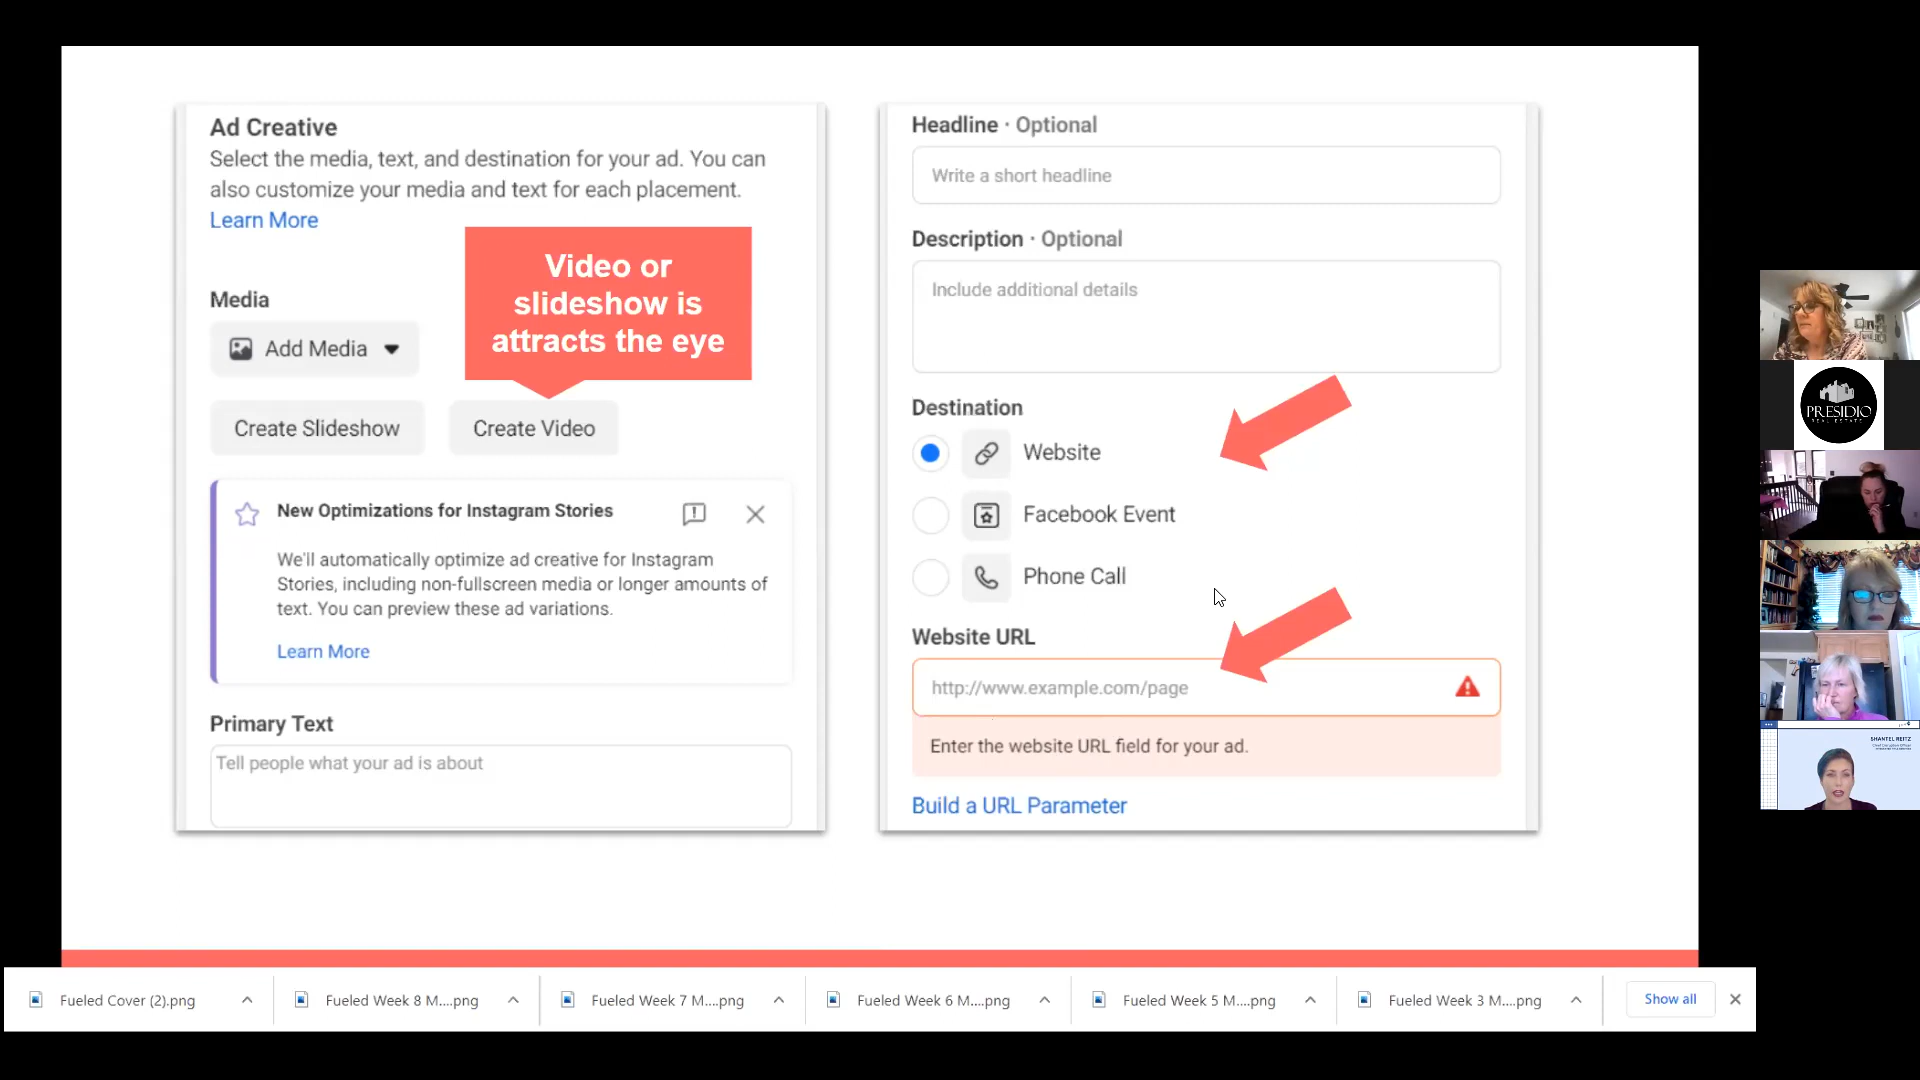 Ad Creative
Select the media, text, and destination for your ad. You can
also customize your media and text for each placement.
Learn More
Video or
slideshow is
attracts the eye
Media
Add Media
Create Slideshow
Create Video
New Optimizations for Instagram Stories
We'll automatically optimize ad creative for Instagram
Stories, including non-fullscreen media or longer amounts of
text. You can preview these ad variations.
Learn More
Primary Text
Tell people what your ad is about
Headline · Optional
Write a short headline
Description · Optional
Include additional details
Destination
Website
Facebook Event
Phone Call
Website URL
http://www.example.com/page
Enter the website URL field for your ad.
Build a URL Parameter
PRESIDIO
REAL ESTATE
SHANTEL REITZ
Fueled Cover (2).png
Fueled Week 8 M....png
Fueled Week 7 M....png
Fueled Week 6 M....png
Fueled Week 5 M....png
Fueled Week 3 M....png
Show all